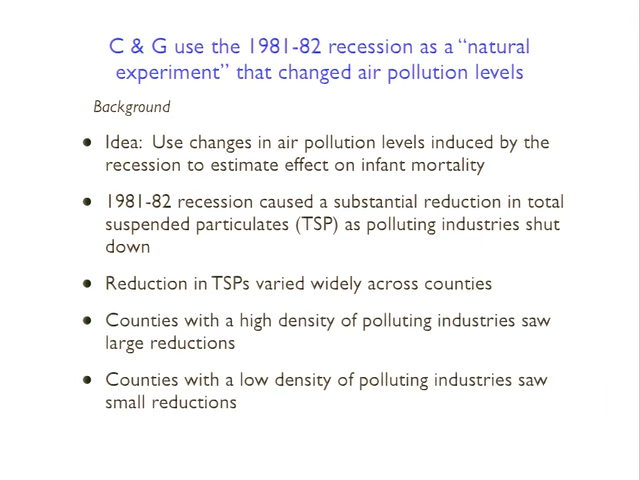 C & G use the 1981-82 recession as a “natural
experiment” that changed air pollution levels
Background
Idea: Use changes in air pollution levels induced by the
recession to estimate effect on infant mortality
1981-82 recession caused a substantial reduction in total
suspended particulates (TSP) as polluting industries shut
down
Reduction in TSPs varied widely across counties
Counties with a high density of polluting industries saw
large reductions
Counties with a low density of polluting industries saw
small reductions